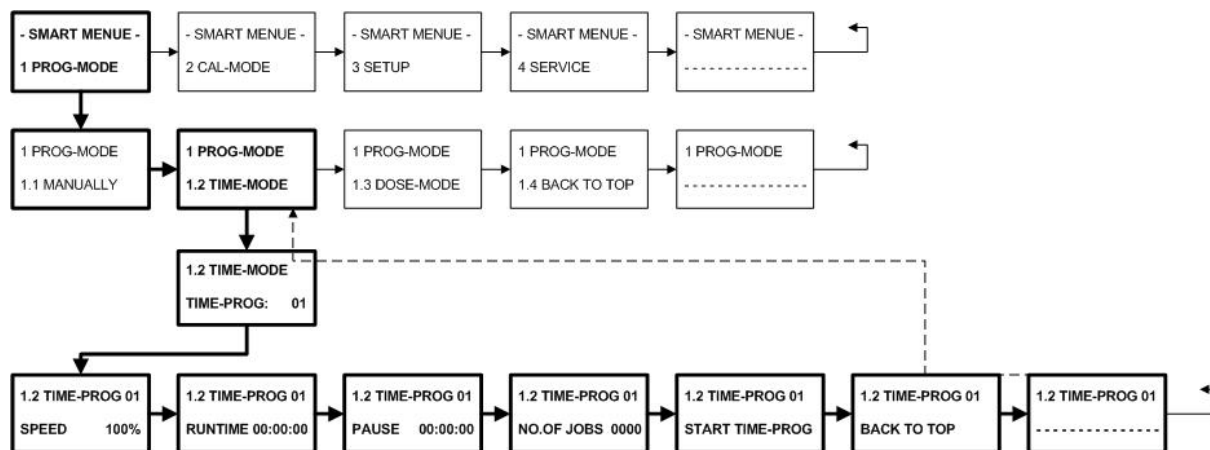 - SMART MENUE -
1 PROG-MODE
- SMART MENUE -
2 CAL-MODE
- SMART MENUE -
3 SETUP
- SMART MENUE -
4 SERVICE
- SMART MENUE -
- - - - - - - - - - - - - - - -
1 PROG-MODE
1.1 MANUALLY
1 PROG-MODE
1.2 TIME-MODE
1 PROG-MODE
1.3 DOSE-MODE
1 PROG-MODE
1.4 BACK TO TOP
1 PROG-MODE
- - - - - - - - - - - - - - - -
1.2 TIME-MODE
TIME-PROG: 01
1.2 TIME-PROG 01
SPEED 100%
1.2 TIME-PROG 01
RUNTIME 00:00:00
1.2 TIME-PROG 01
PAUSE 00:00:00
1.2 TIME-PROG 01
NO.OF JOBS 0000
1.2 TIME-PROG 01
START TIME-PROG
1.2 TIME-PROG 01
BACK TO TOP
1.2 TIME-PROG 01
- - - - - - - - - - - - - - - -